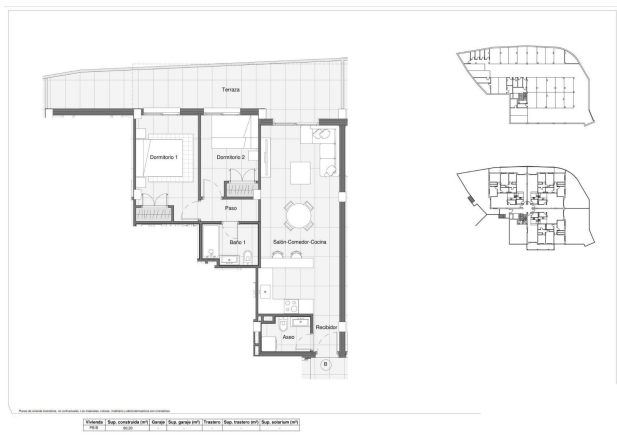 Terraza
Dormitorio 1
Dormitorio 2
Paso
Baño 1
Salón-Comedor-Cocina
Aseo
Recibidor
B
Vivienda Sup. construida (m²) Garaje Sup. garaje (m²) Trastero Sup. trastero (m²) Sup. solarium (m²)